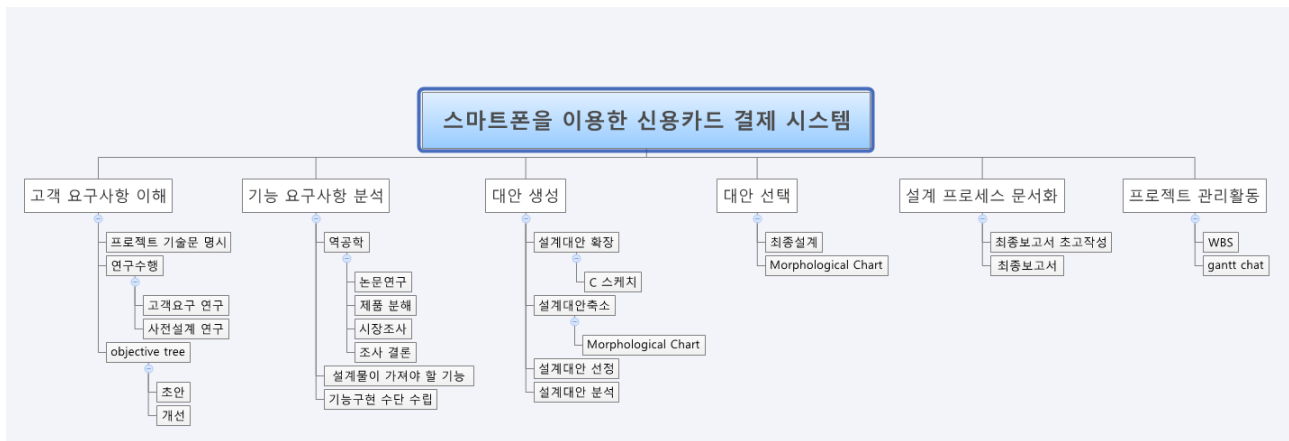 스마트폰을 이용한 신용카드 결제 시스템
고객 요구사항 이해
프로젝트 기술문 명시
연구수행
고객요구 연구
사전설계 연구
objective tree
초안
개선
기능 요구사항 분석
역공학
논문연구
제품 분해
시장조사
조사 결론
설계물이 가져야 할 기능
기능구현 수단 수립
대안 생성
설계대안 확장
C 스케치
설계대안축소
Morphological Chart
설계대안 선정
설계대안 분석
대안 선택
최종설계
Morphological Chart
설계 프로세스 문서화
최종보고서 초고작성
최종보고서
프로젝트 관리활동
WBS
gantt chat